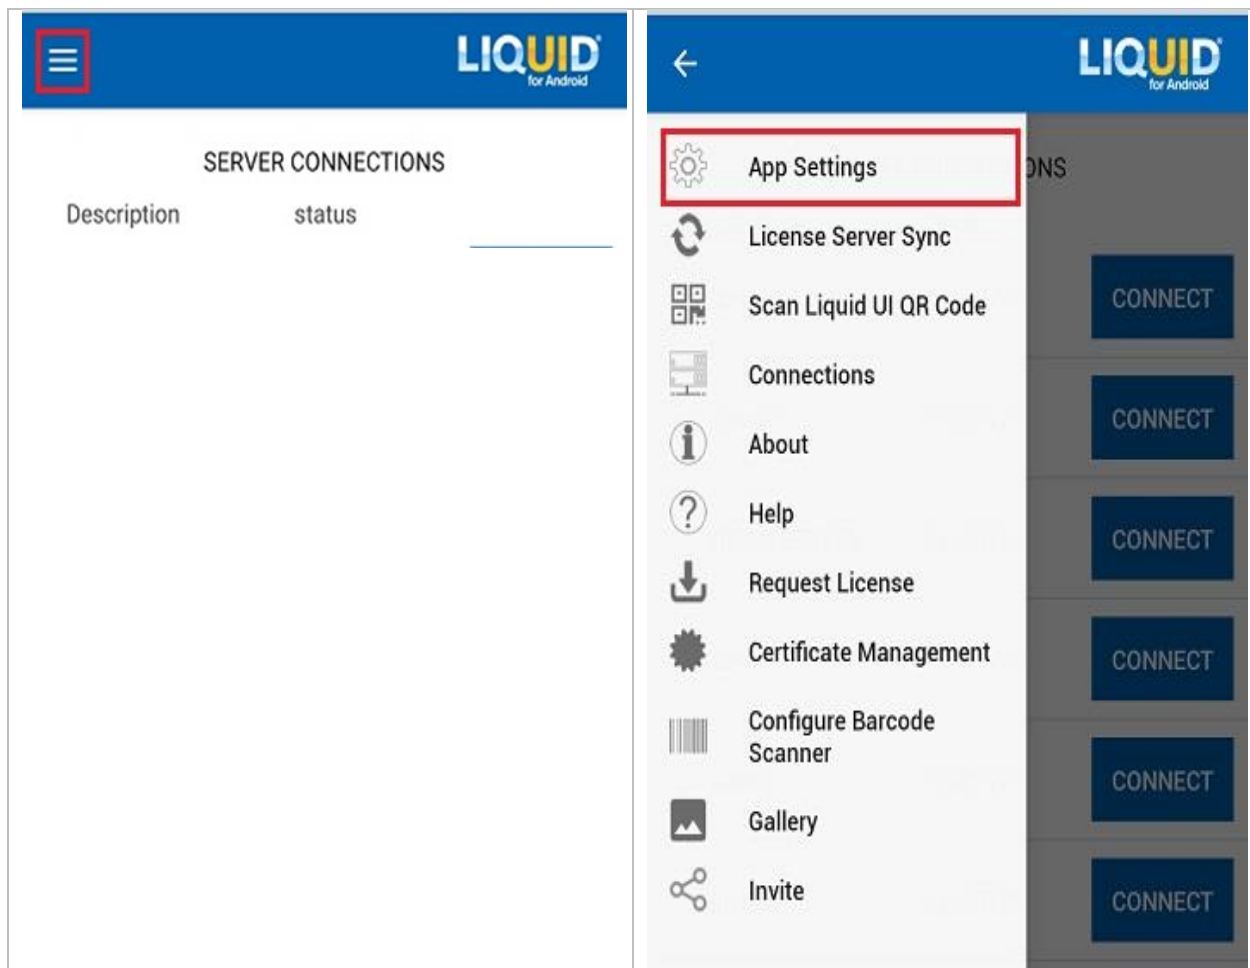 LIQUID
for Android
SERVER CONNECTIONS
Description status
LIQUID
for Android
App Settings
ONS
License Server Sync
Scan Liquid UI QR Code
CONNECT
Connections
CONNECT
About
Help
CONNECT
Request License
Certificate Management
CONNECT
Configure Barcode
Scanner
CONNECT
Gallery
Invite
CONNECT